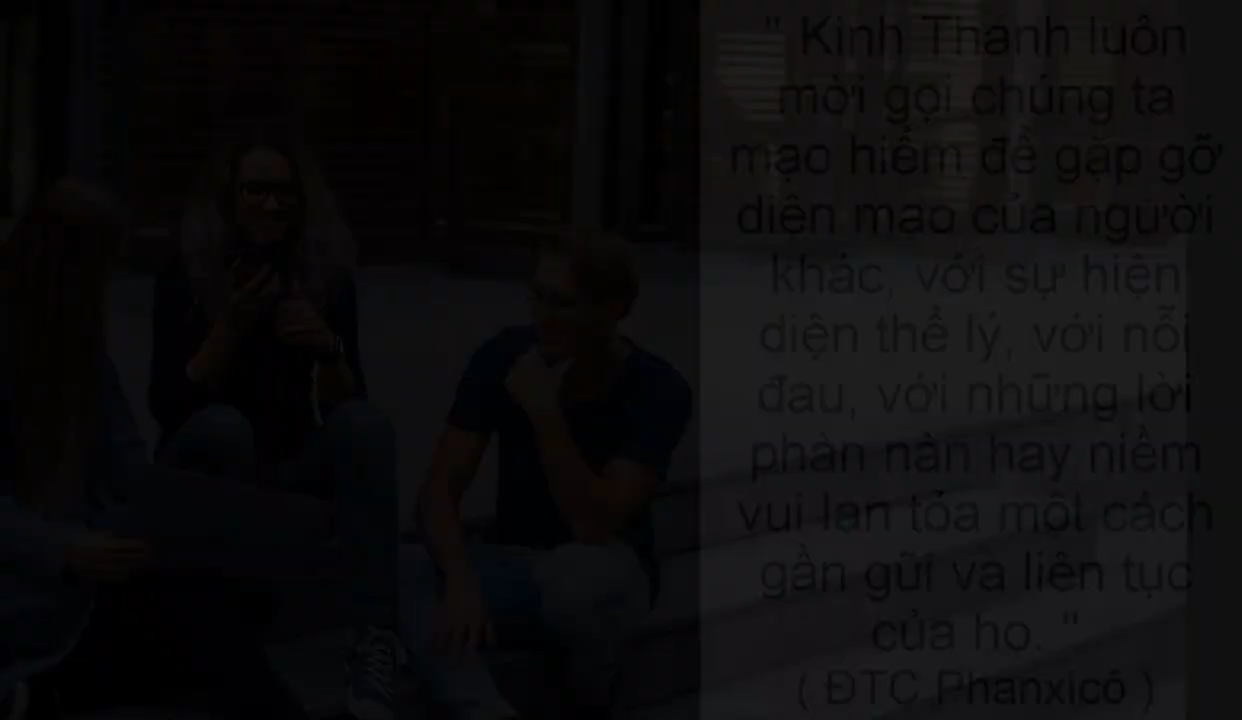 " Kinh Thánh luôn
mời gọi chúng ta
mạo hiểm để gặp gỡ
diện mạo của người
khác, với sự hiện
diện thể lý, với nỗi
đau, với những lời
phàn nàn hay niềm
vui lan tỏa một cách
gần gũi và liên tục
của họ. "
( ĐTC Phanxicô )